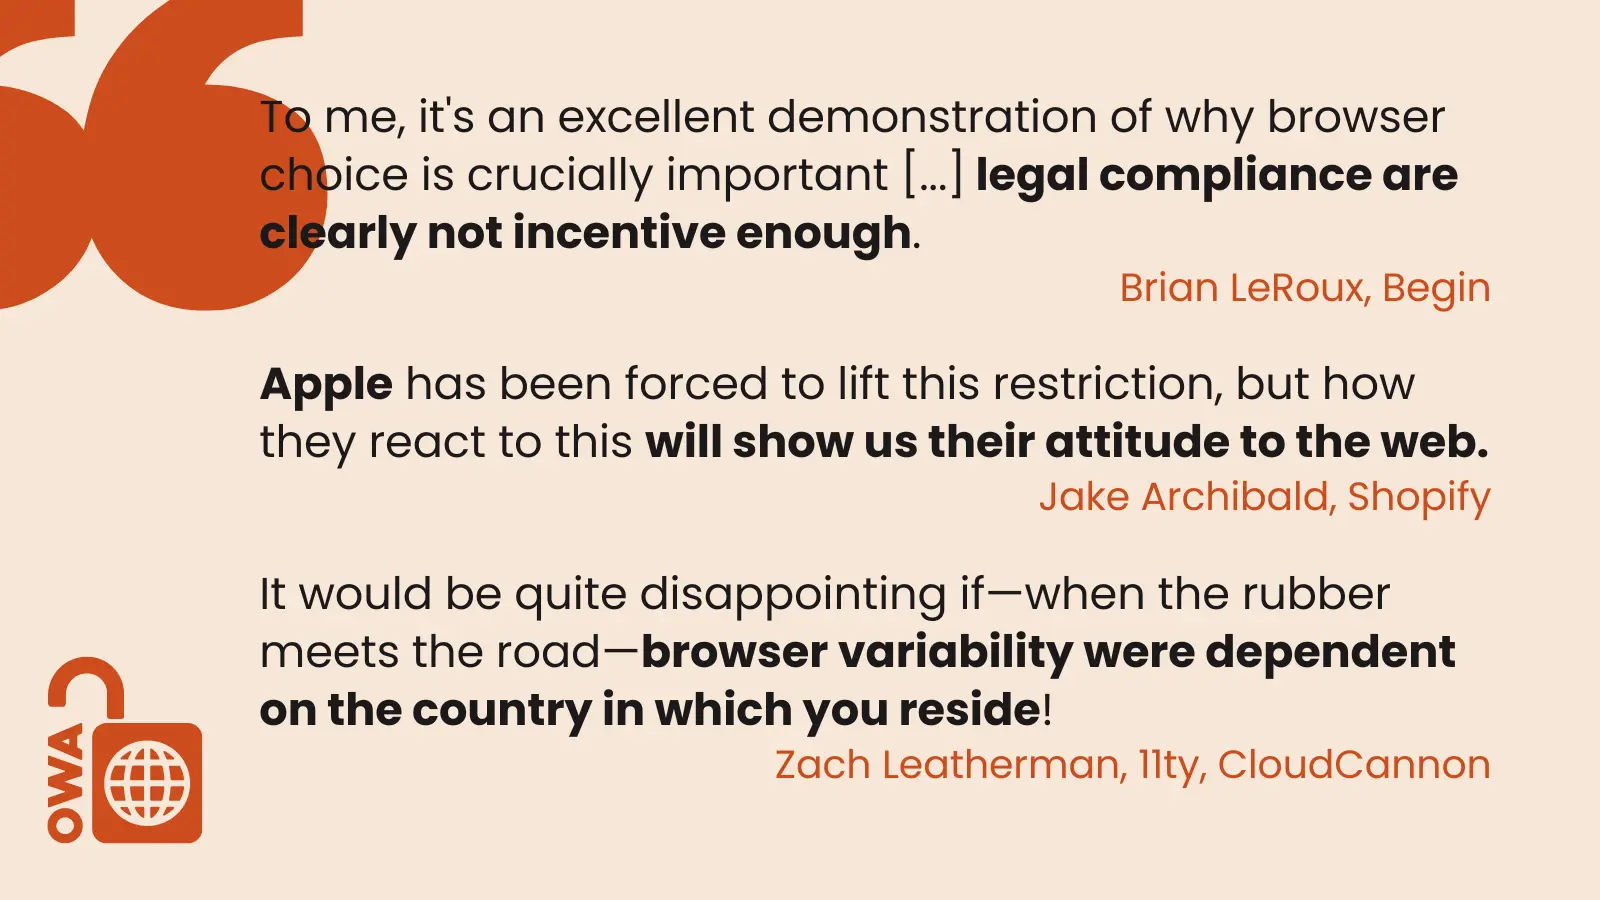 To me, it's an excellent demonstration of why browser
choice is crucially important [...] legal compliance are
clearly not incentive enough.
Brian LeRoux, Begin
Apple has been forced to lift this restriction, but how
they react to this will show us their attitude to the web.
Jake Archibald, Shopify
It would be quite disappointing if—when the rubber
meets the road—browser variability were dependent
on the country in which you reside!
Zach Leatherman, 11ty, CloudCannon
OWA